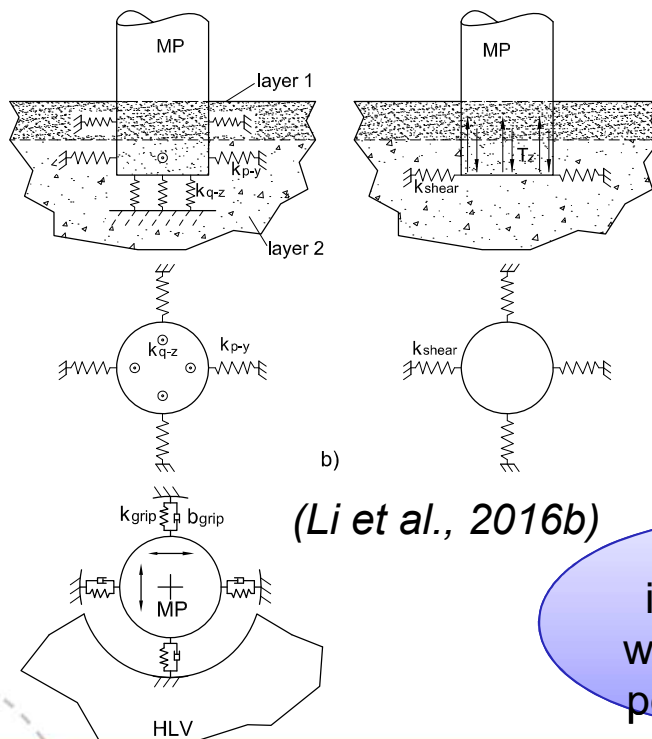 MP
MP
layer 1
kp-y
Tz
kq-z
kshear
layer 2
kq-z
kp-y
kshear
b)
kgrip
bgrip
(Li et al., 2016b)
MP
HLV